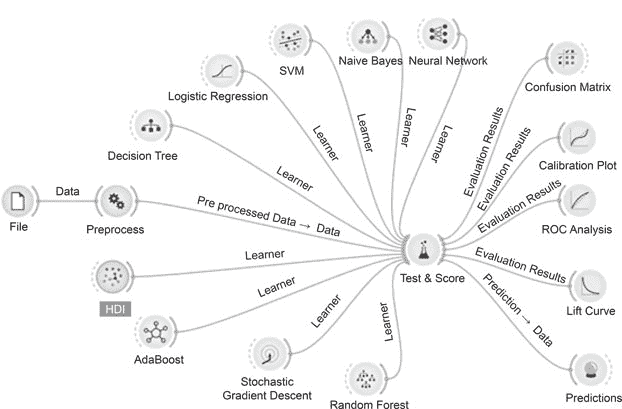 Naive Bayes
Neural Network
SVM
Logistic Regression
Confusion Matrix
Decision Tree
Calibration Plot
File
Data
Preprocess
Pre processed Data → Data
ROC Analysis
Test & Score
HDI
Lift Curve
AdaBoost
Stochastic
Gradient Descent
Random Forest
Predictions
Learner
Learner
Learner
Learner
Learner
Learner
Learner
Learner
Learner
Evaluation Results
Evaluation Results
Evaluation Results
Evaluation Results
Prediction → Data